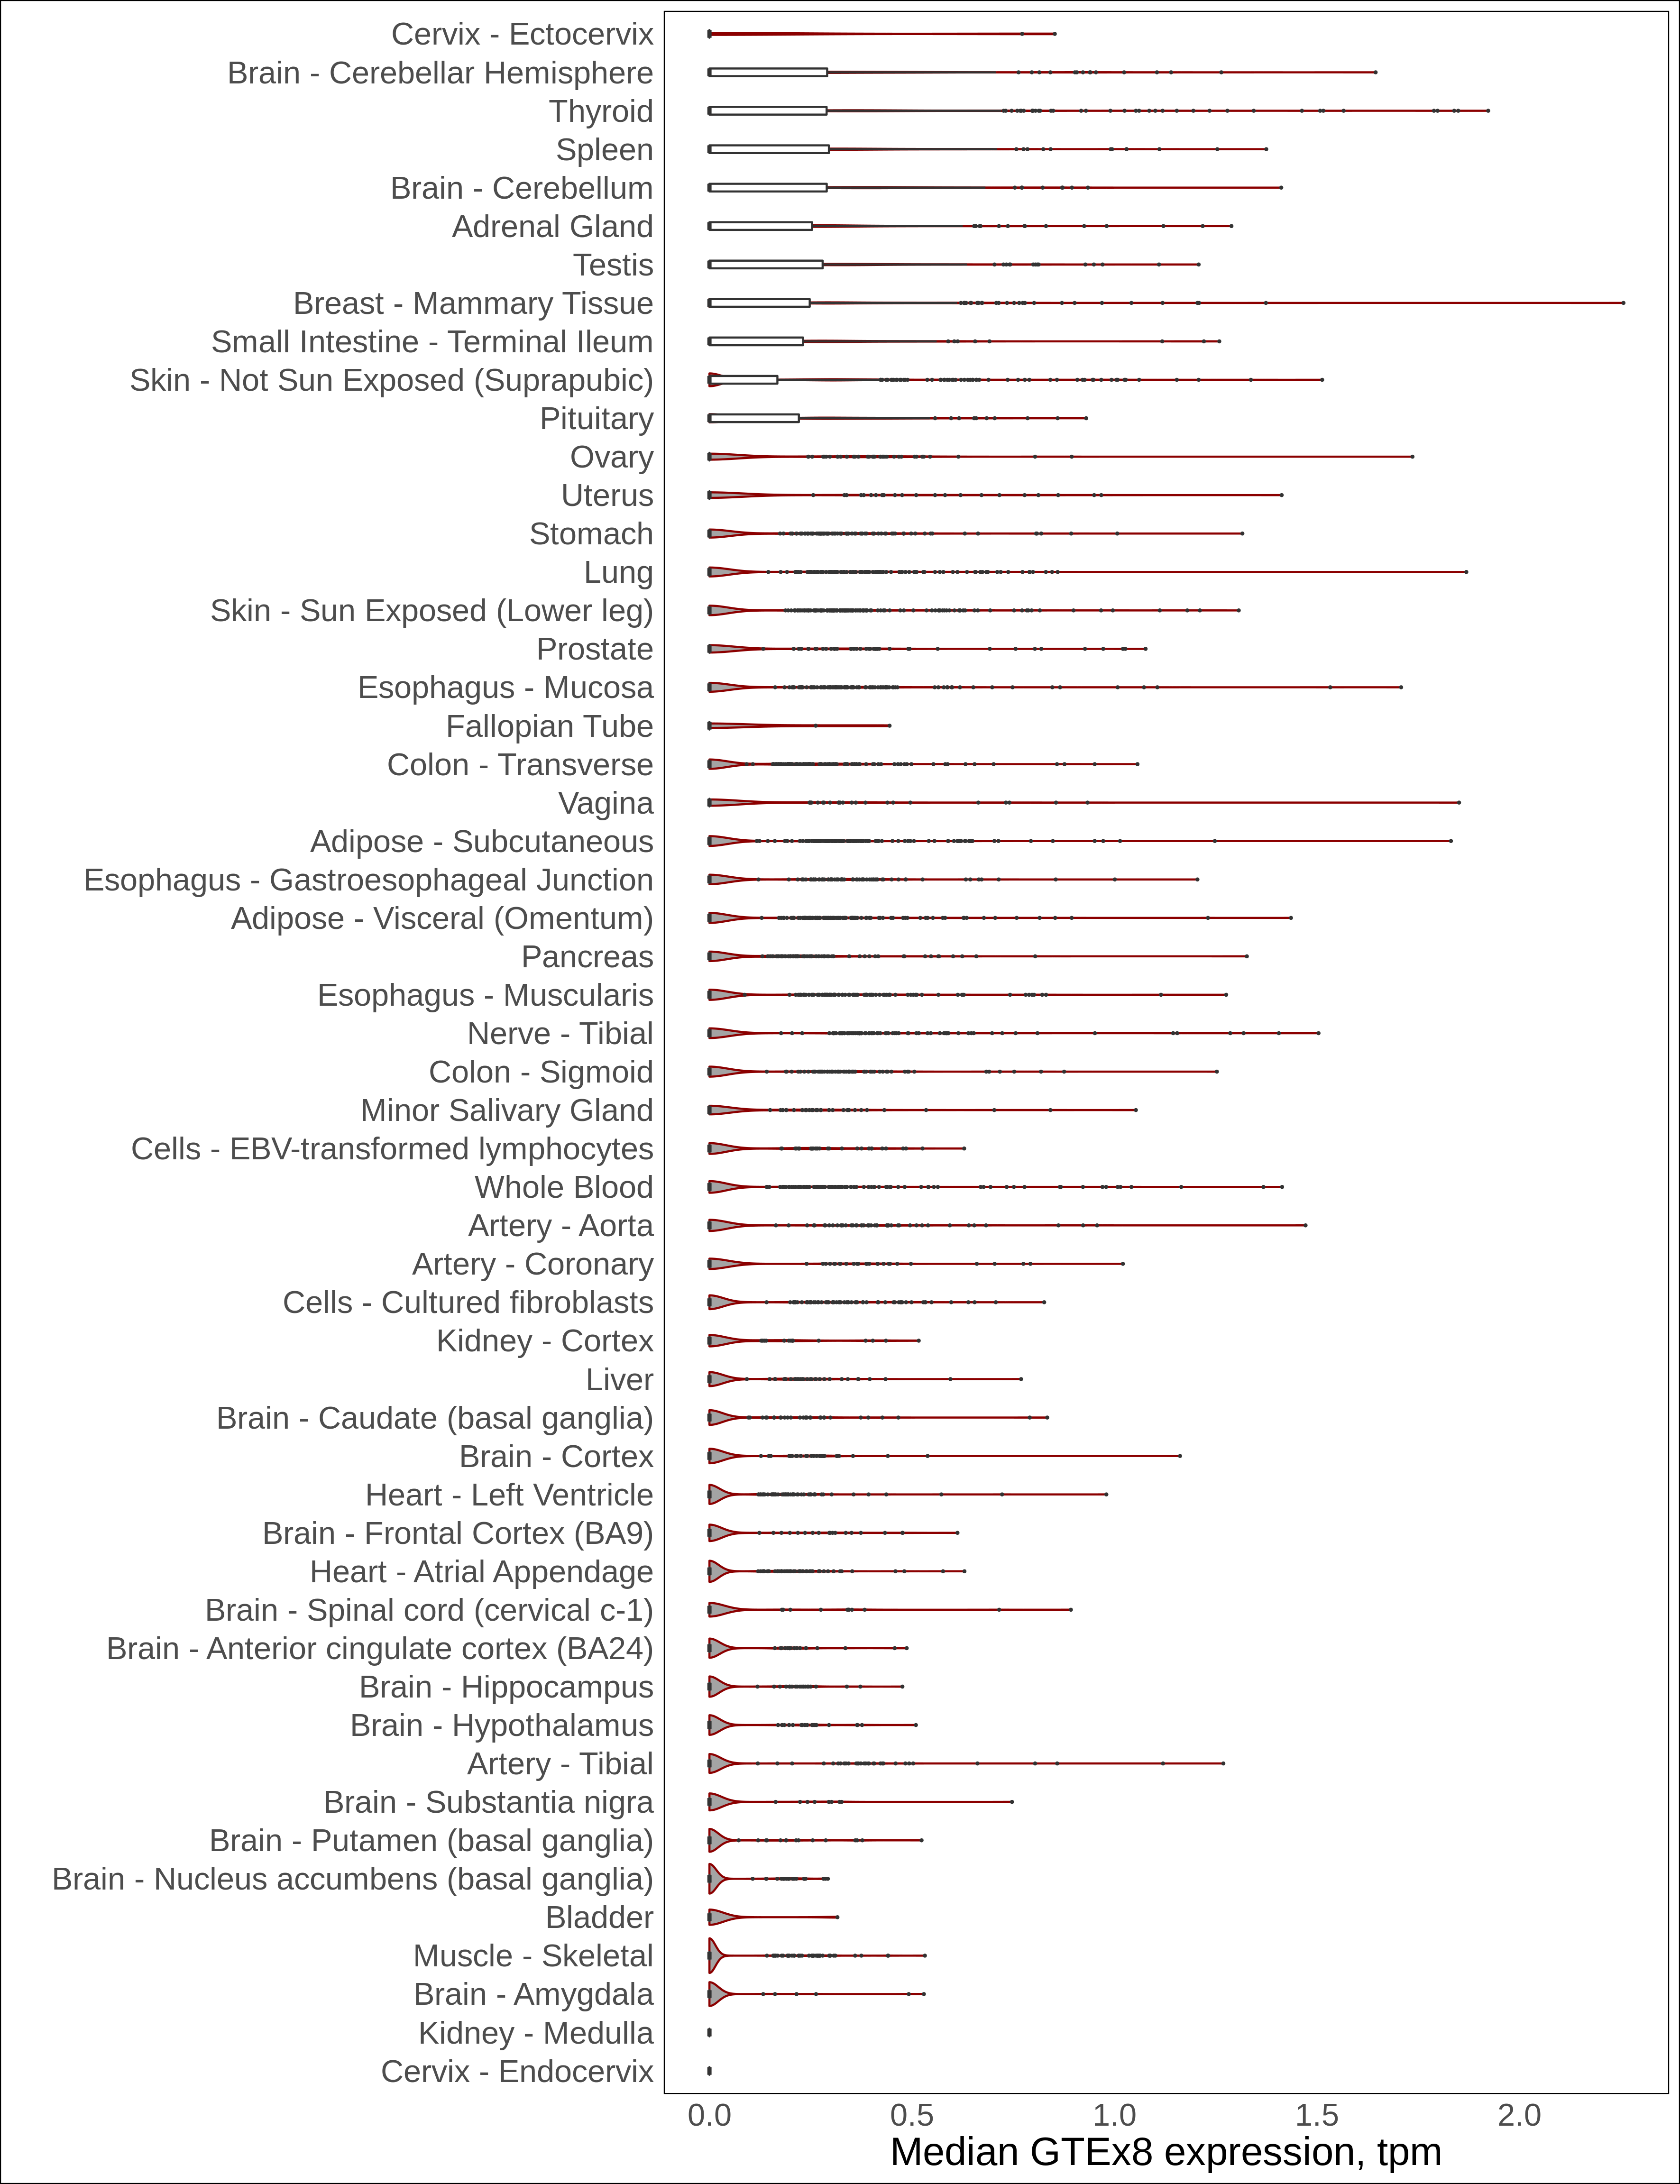 Cervix - Ectocervix
Brain - Cerebellar Hemisphere
Thyroid
Spleen
Brain - Cerebellum
Adrenal Gland
Testis
Breast - Mammary Tissue
Small Intestine - Terminal Ileum
Skin - Not Sun Exposed (Suprapubic)
Pituitary
Ovary
Uterus
Stomach
Lung
Skin - Sun Exposed (Lower leg)
Prostate
Esophagus - Mucosa
Fallopian Tube
Colon - Transverse
Vagina
Adipose - Subcutaneous
Esophagus - Gastroesophageal Junction
Adipose - Visceral (Omentum)
Pancreas
Esophagus - Muscularis
Nerve - Tibial
Colon - Sigmoid
Minor Salivary Gland
Cells - EBV-transformed lymphocytes
Whole Blood
Artery - Aorta
Artery - Coronary
Cells - Cultured fibroblasts
Kidney - Cortex
Liver
Brain - Caudate (basal ganglia)
Brain - Cortex
Heart - Left Ventricle
Brain - Frontal Cortex (BA9)
Heart - Atrial Appendage
Brain - Spinal cord (cervical c-1)
Brain - Anterior cingulate cortex (BA24)
Brain - Hippocampus
Brain - Hypothalamus
Artery - Tibial
Brain - Substantia nigra
Brain - Putamen (basal ganglia)
Brain - Nucleus accumbens (basal ganglia)
Bladder
Muscle - Skeletal
Brain - Amygdala
Kidney - Medulla
Cervix - Endocervix
0.0 0.5 1.0 1.5 2.0
Median GTEx8 expression, tpm